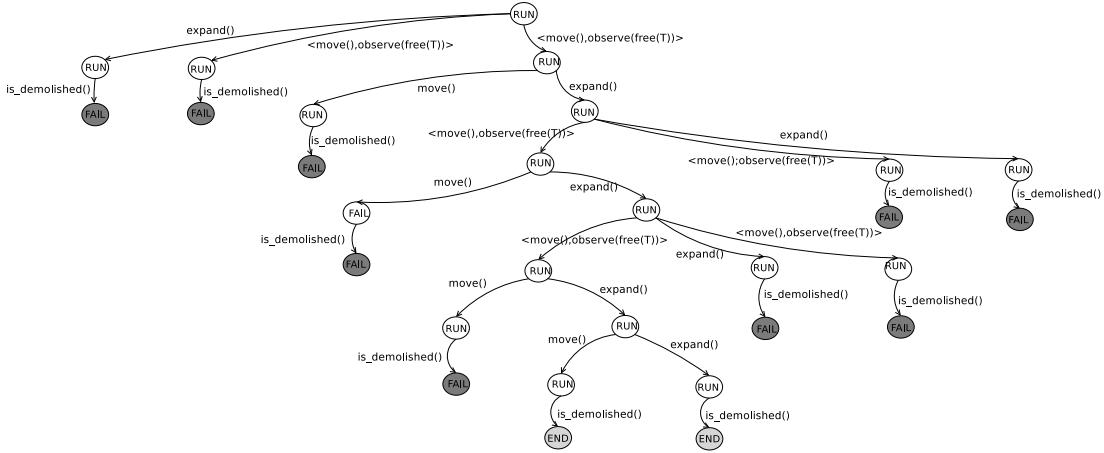 RUN
expand()
<move(),observe(free(T))>
<move(),observe(free(T))>
RUN
RUN
RUN
is_demolished()
is_demolished()
move()
expand()
FAIL
FAIL
RUN
RUN
<move(),observe(free(T))>
expand()
is_demolished()
<move();observe(free(T))>
FAIL
RUN
RUN
RUN
move()
expand()
is_demolished()
is_demolished()
FAIL
RUN
FAIL
FAIL
is_demolished()
<move(),observe(free(T))>
<move(),observe(free(T))>
expand()
FAIL
RUN
RUN
RUN
move()
expand()
is_demolished()
is_demolished()
RUN
RUN
FAIL
FAIL
move()
expand()
is_demolished()
FAIL
RUN
RUN
is_demolished()
is_demolished()
END
END